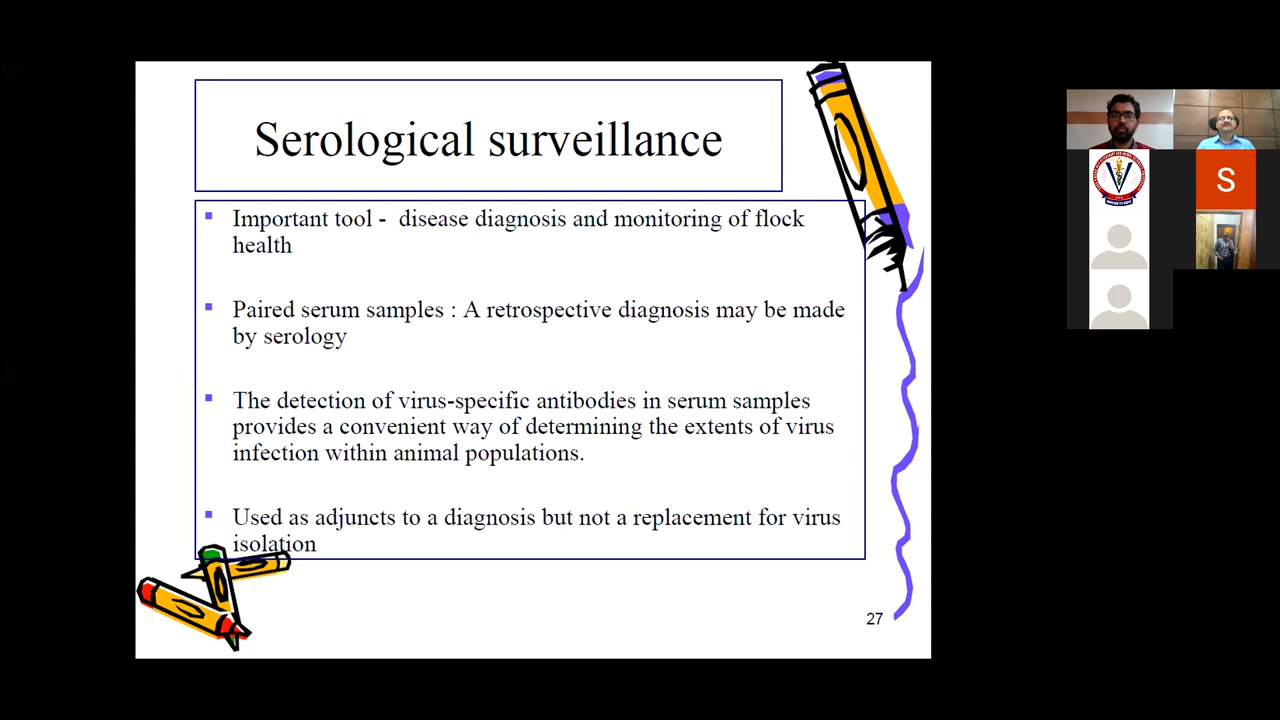 Serological surveillance
Important tool - disease diagnosis and monitoring of flock
health
Paired serum samples : A retrospective diagnosis may be made
by serology
The detection of virus-specific antibodies in serum samples
provides a convenient way of determining the extents of virus
infection within animal populations.
Used as adjuncts to a diagnosis but not a replacement for virus
isolation
27
S